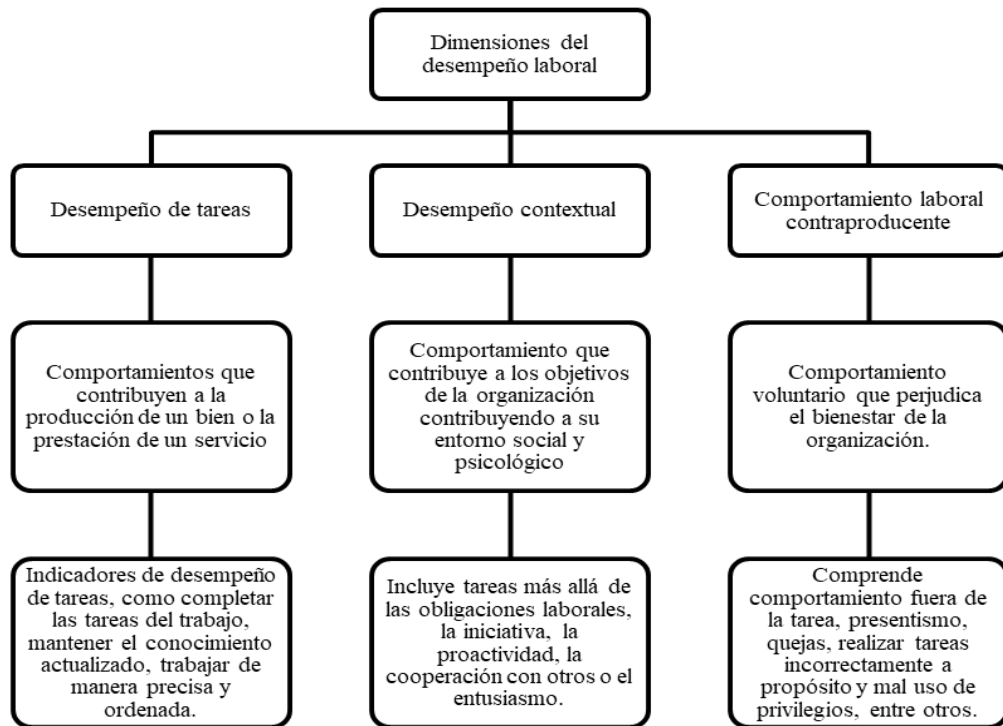 Dimensiones del
desempeño laboral
Desempeño de tareas
Desempeño contextual
Comportamiento laboral
contraproducente
Comportamientos que
contribuyen a la
producción de un bien o la
prestación de un servicio
Comportamiento que
contribuye a los objetivos
de la organización
contribuyendo a su
entorno social y
psicológico
Comportamiento
voluntario que perjudica
el bienestar de la
organización.
Indicadores de desempeño
de tareas, como completar
las tareas del trabajo,
mantener el conocimiento
actualizado, trabajar de
manera precisa y
ordenada.
Incluye tareas más allá de
las obligaciones laborales,
la iniciativa, la
proactividad, la
cooperación con otros o el
entusiasmo.
Comprende
comportamiento fuera de
la tarea, presentismo,
quejas, realizar tareas
incorrectamente a
propósito y mal uso de
privilegios, entre otros.